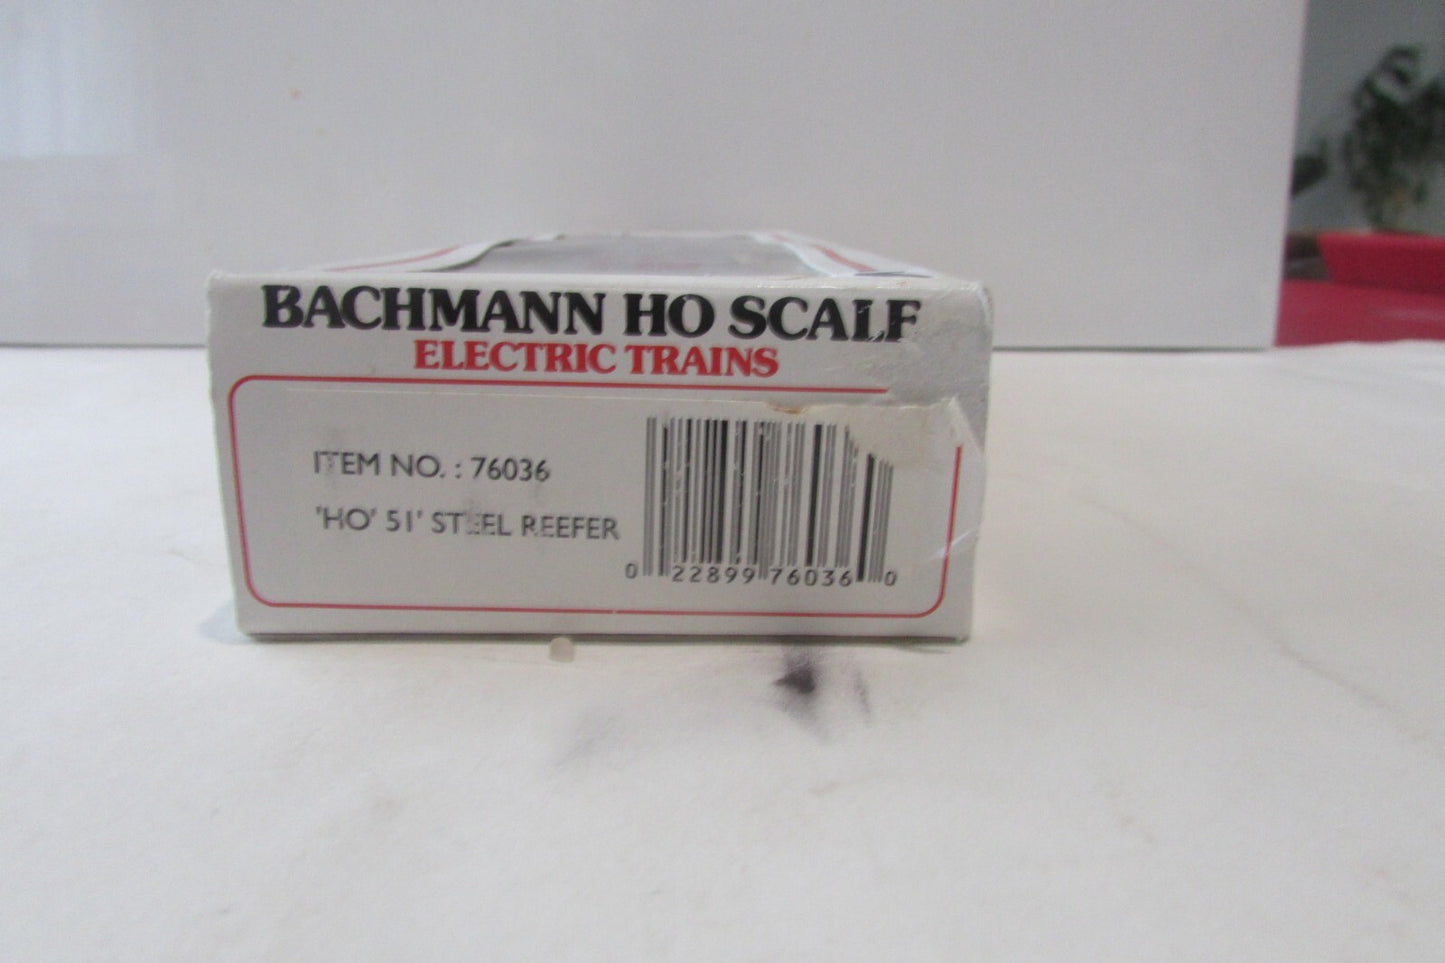 BACHMANN HO SCALE
ELECTRIC TRAINS
ITEM NO. : 76036
'HO' 51' STEEL REEFER
0 22899 76036 0